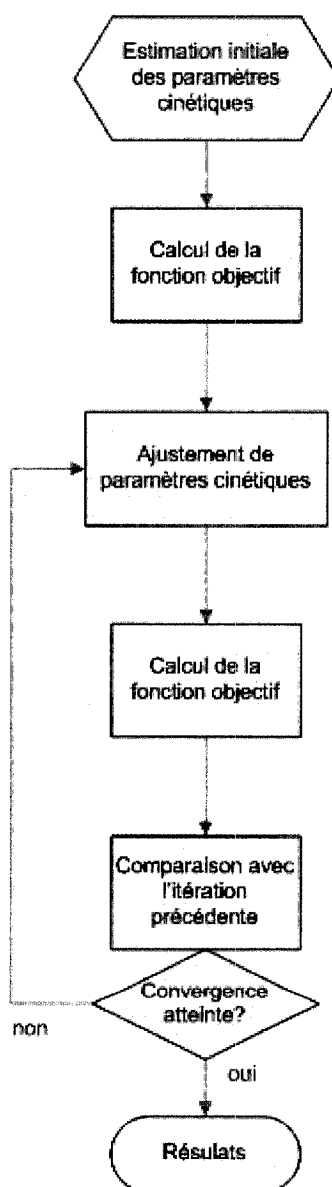 Estimation initiale
des paramètres
cinétiques
Calcul de la
fonction objectif
Ajustement de
paramètres cinétiques
Calcul de la
fonction objectif
Comparaison avec
l'itération
précédente
Convergence
atteinte?
non
oui
Résulats